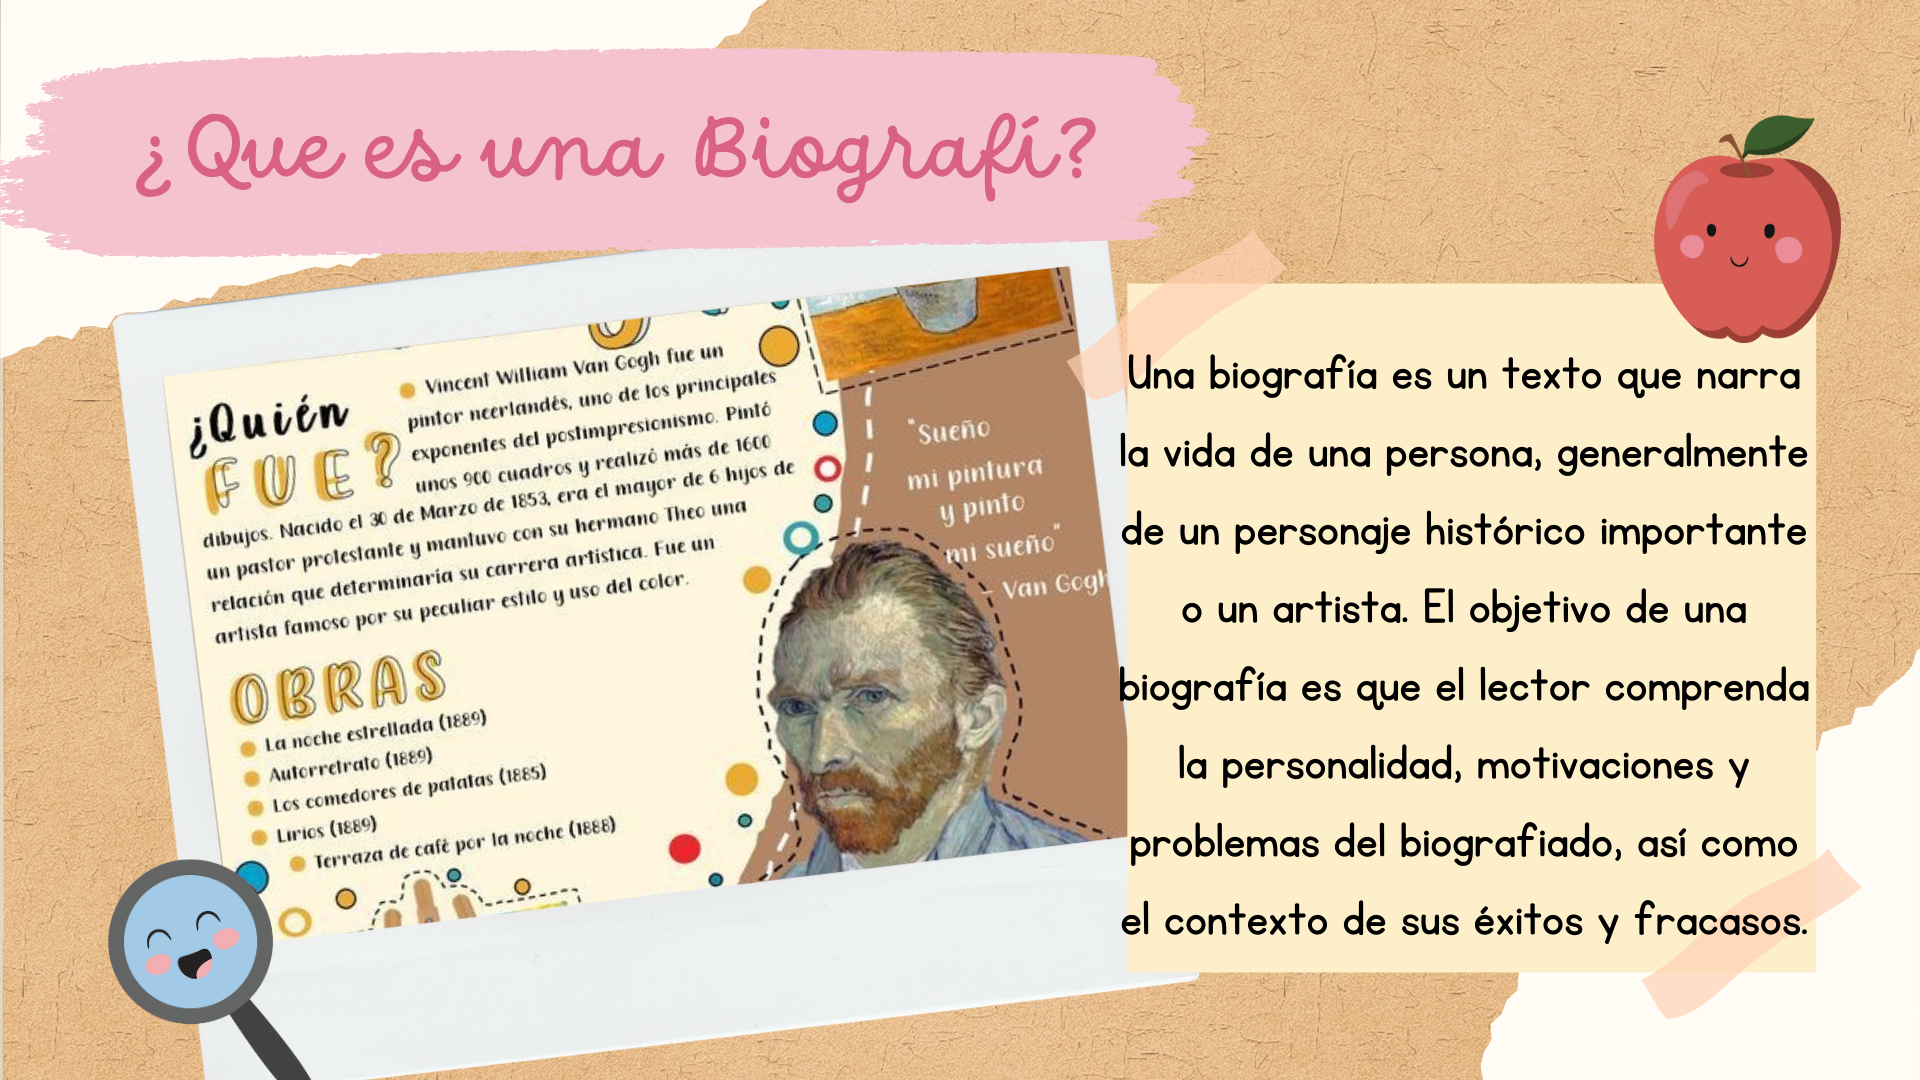 ¿Que es una Biografí?
¿Quién
FUE?
Vincent William Van Gogh fue un
pintor neerlandés, uno de los principales
exponentes del postimpresionismo. Pintó
unos 900 cuadros y realizó más de 1600
dibujos. Nacido el 30 de Marzo de 1853, era el mayor de 6 hijos de
un pastor protestante y mantuvo con su hermano Theo una
relación que determinaría su carrera artística. Fue un
artista famoso por su peculiar estilo y uso del color.
OBRAS
La noche estrellada (1889)
Autorretrato (1889)
Los comedores de patatas (1885)
Lirios (1889)
Terraza de café por la noche (1888)
"Sueño
mi pintura
y pinto
mi sueño"
- Van Gogh
Una biografía es un texto que narra
la vida de una persona, generalmente
de un personaje histórico importante
o un artista. El objetivo de una
biografía es que el lector comprenda
la personalidad, motivaciones y
problemas del biografiado, así como
el contexto de sus éxitos y fracasos.